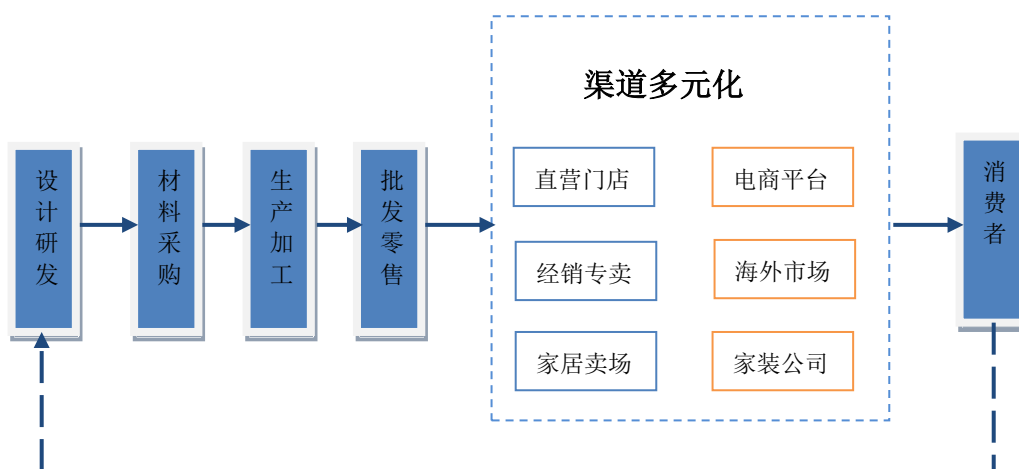 渠道多元化
设计研发
材料采购
生产加工
批发零售
直营门店
电商平台
经销专卖
海外市场
家居卖场
家装公司
消费者